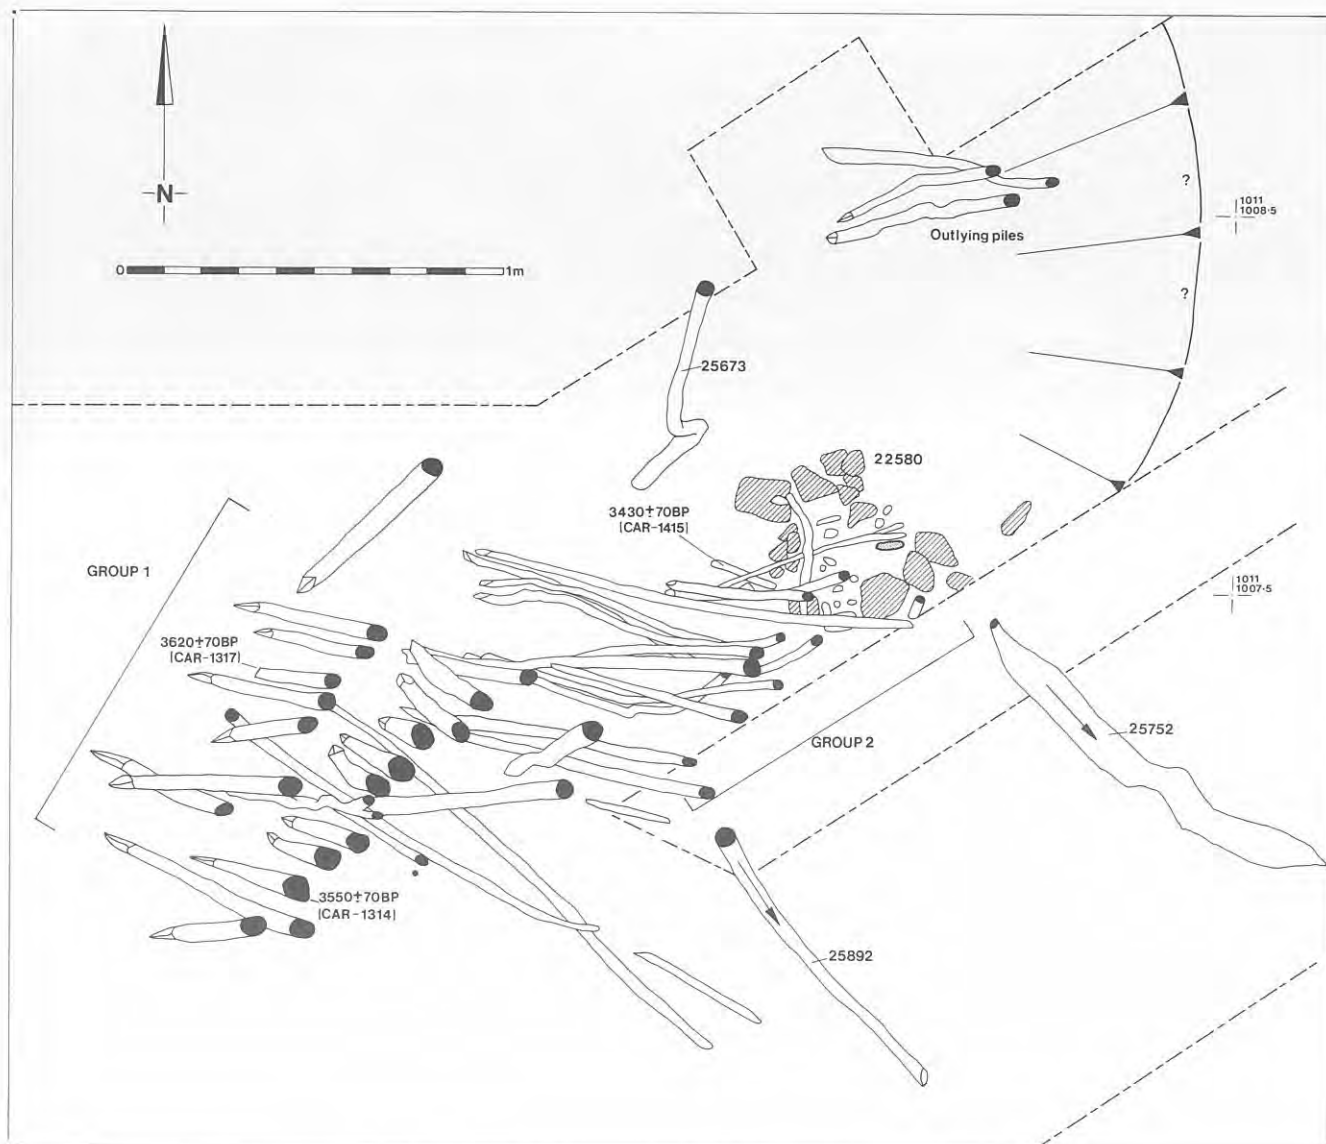 N
0
1m
?
1011
1008·5
Outlying piles
?
25673
22580
3430±70BP
[CAR-1415]
GROUP 1
1011
1007·5
3620±70BP
[CAR-1317]
GROUP 2
25752
3550±70BP
[CAR-1314]
25892